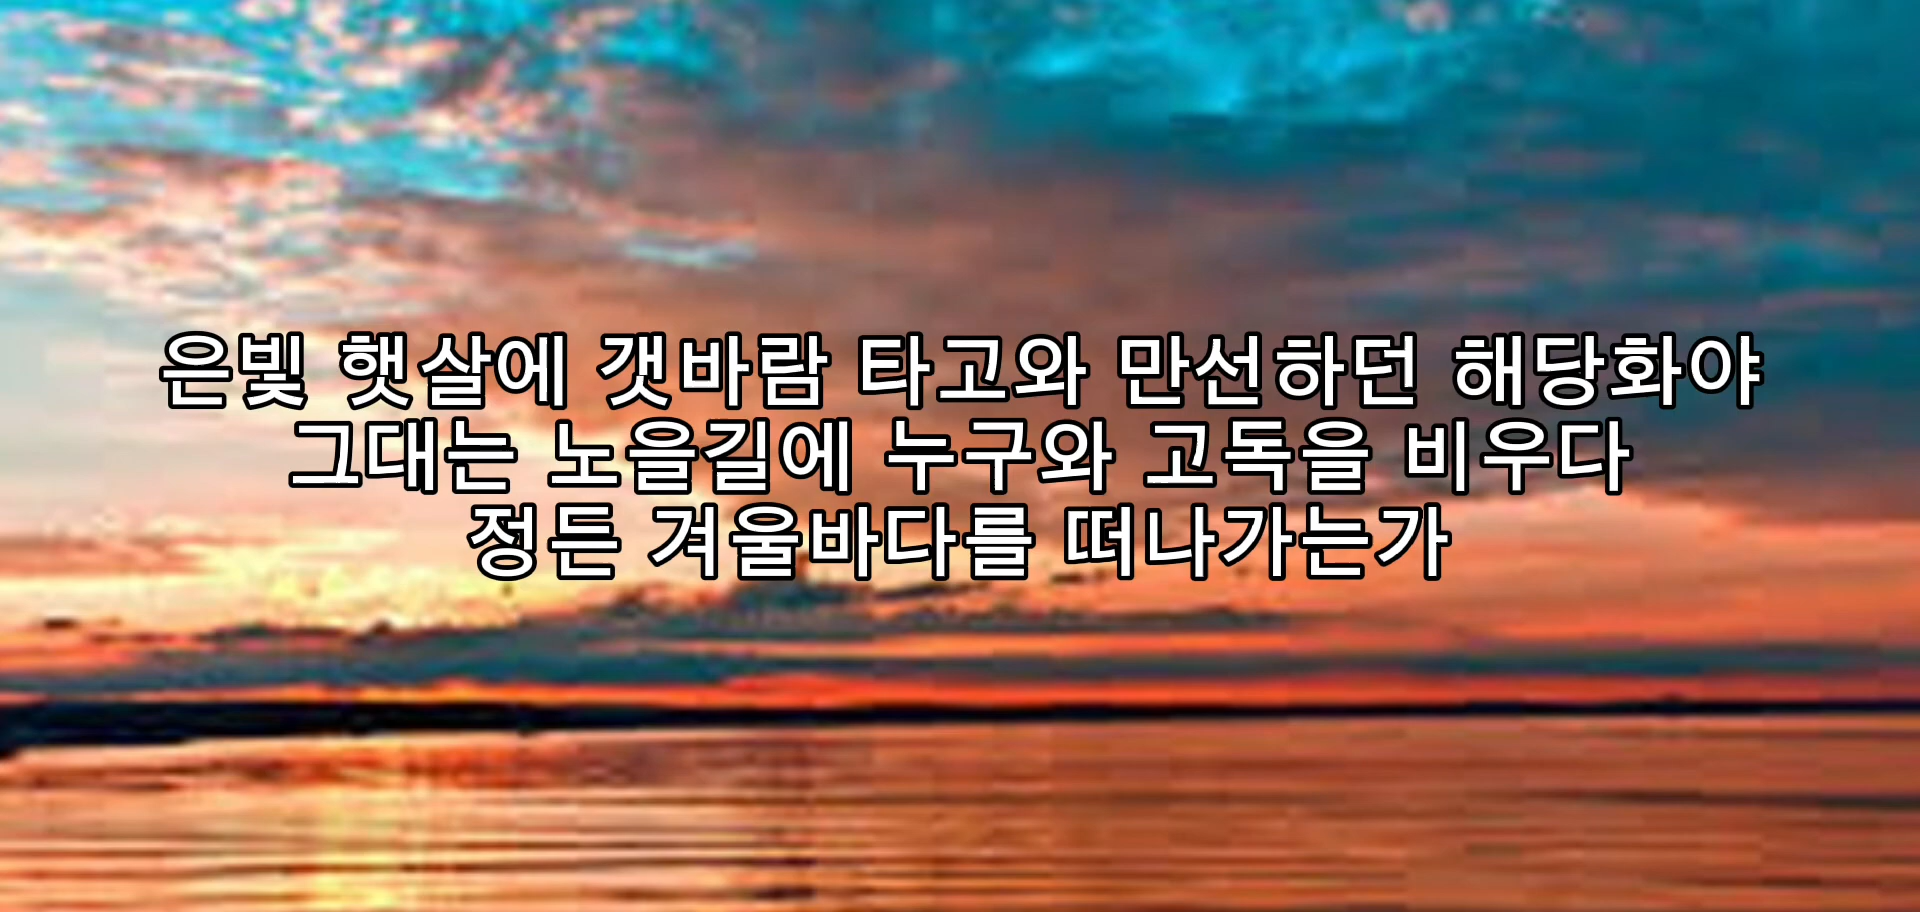 은빛 햇살에 갯바람 타고와 만선하던 해당화야
그대는 노을길에 누구와 고독을 비우다
정든 겨울바다를 떠나가는가